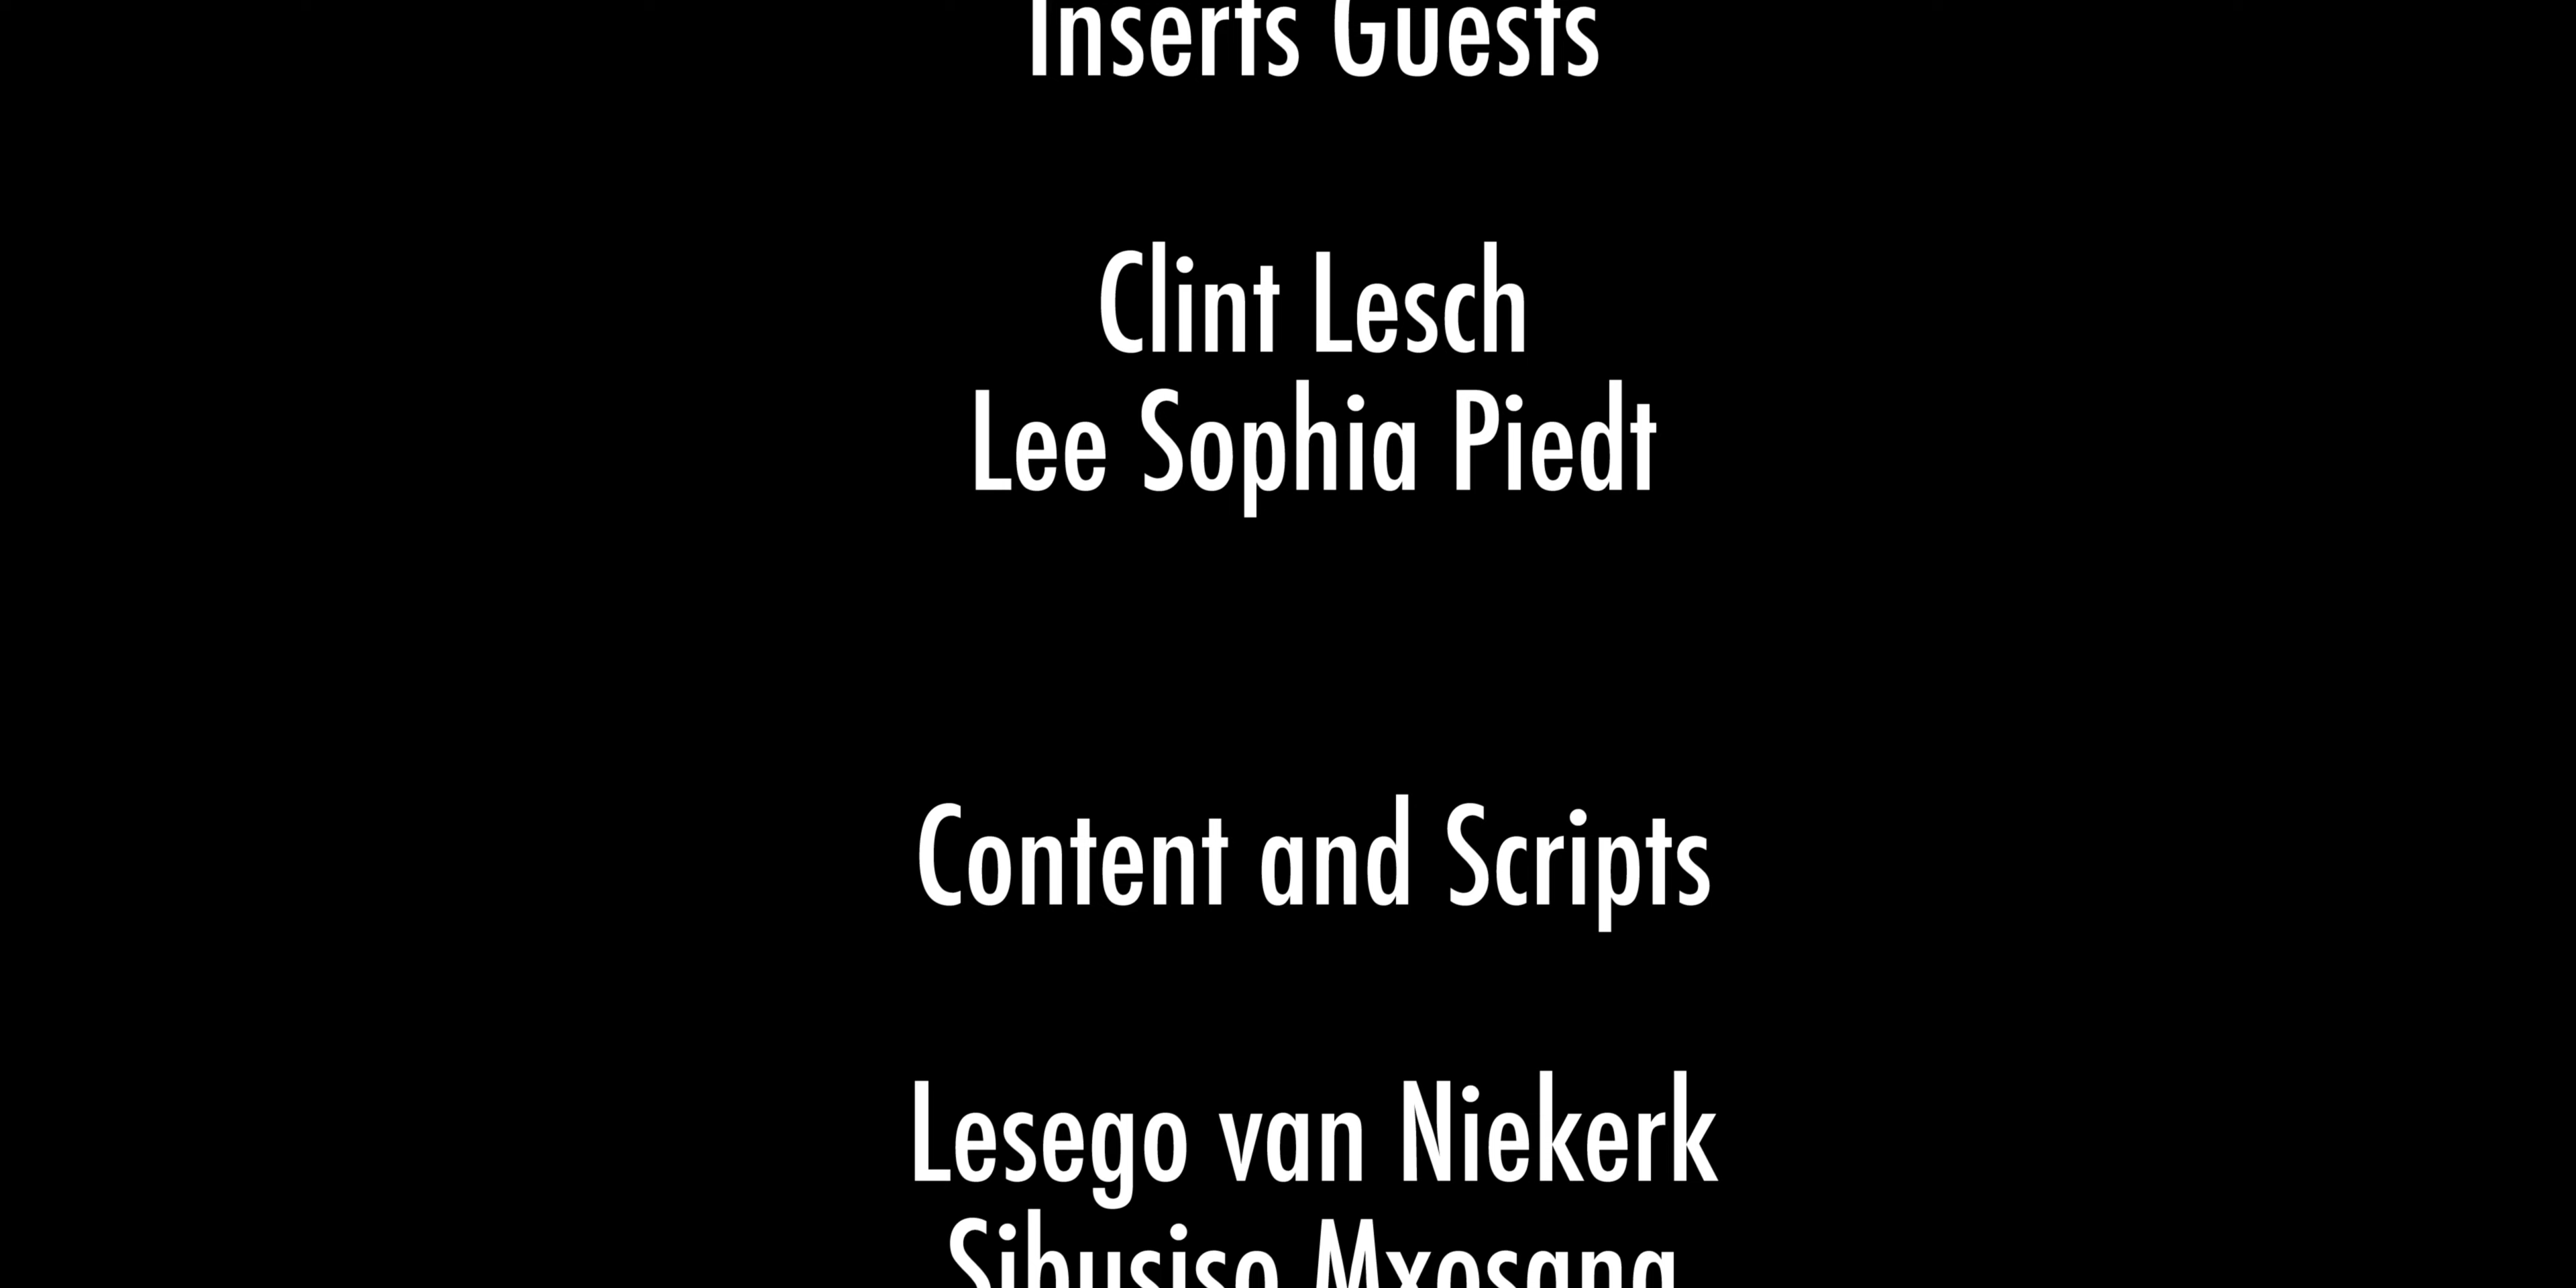 Inserts Guests
Clint Lesch
Lee Sophia Piedt
Content and Scripts
Lesego van Niekerk
Sibusiso Mxosana